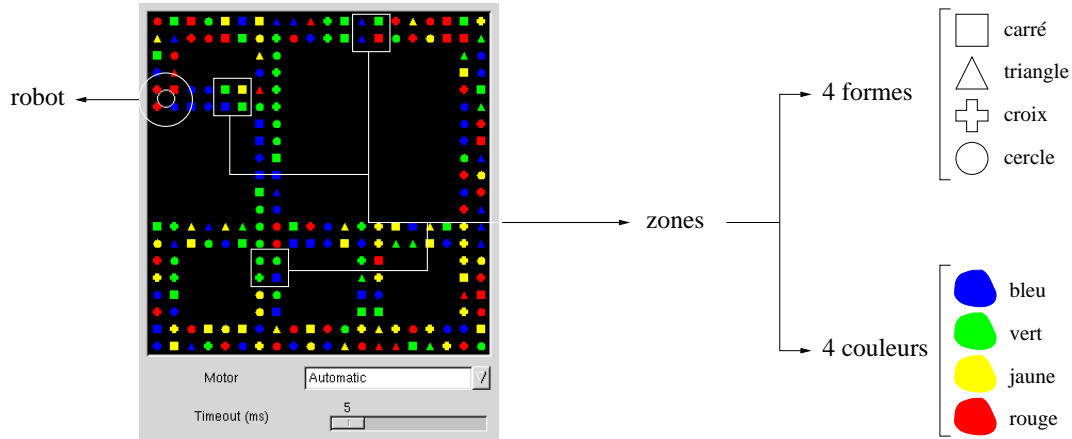 robot
zones
4 formes
carré
triangle
croix
cercle
4 couleurs
bleu
vert
jaune
rouge
Motor
Automatic
Timeout (ms)
5